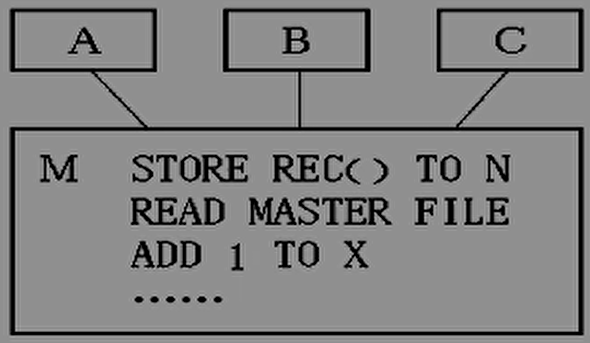 A B C
M STORE REC() TO N
READ MASTER FILE
ADD 1 TO X
......